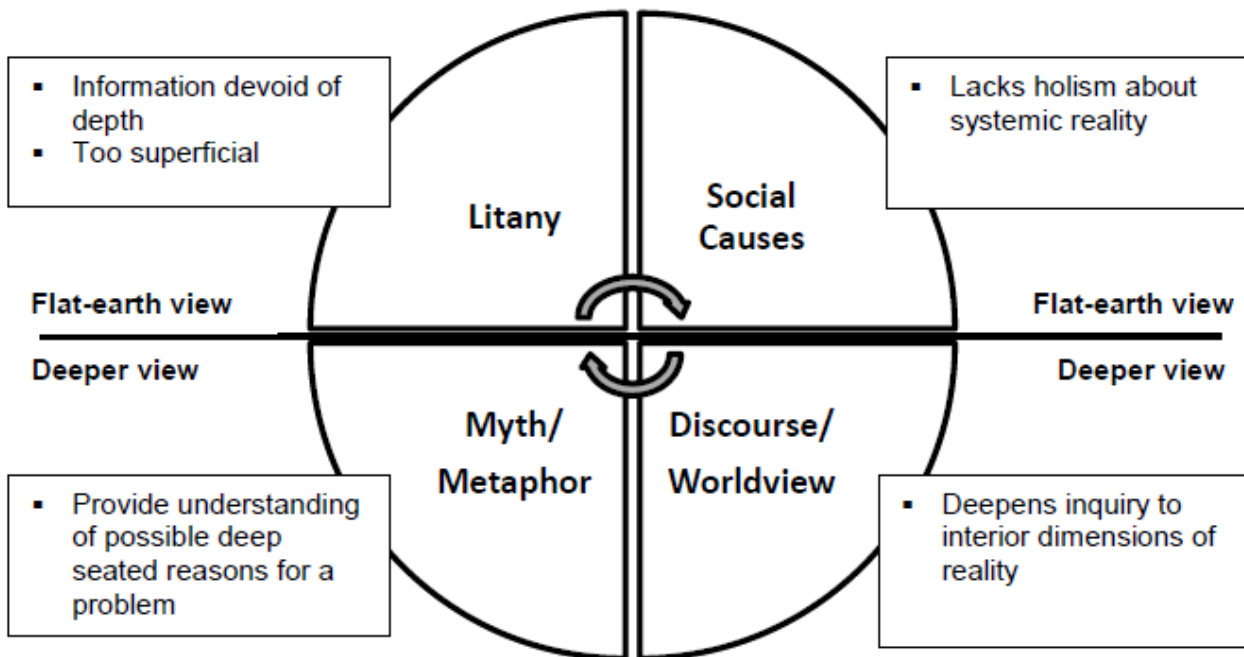 ▪ Information devoid of
depth
▪ Too superficial
▪ Lacks holism about
systemic reality
Litany
Social
Causes
Flat-earth view
Flat-earth view
Deeper view
Deeper view
Myth/
Metaphor
Discourse/
Worldview
▪ Provide understanding
of possible deep
seated reasons for a
problem
▪ Deepens inquiry to
interior dimensions of
reality